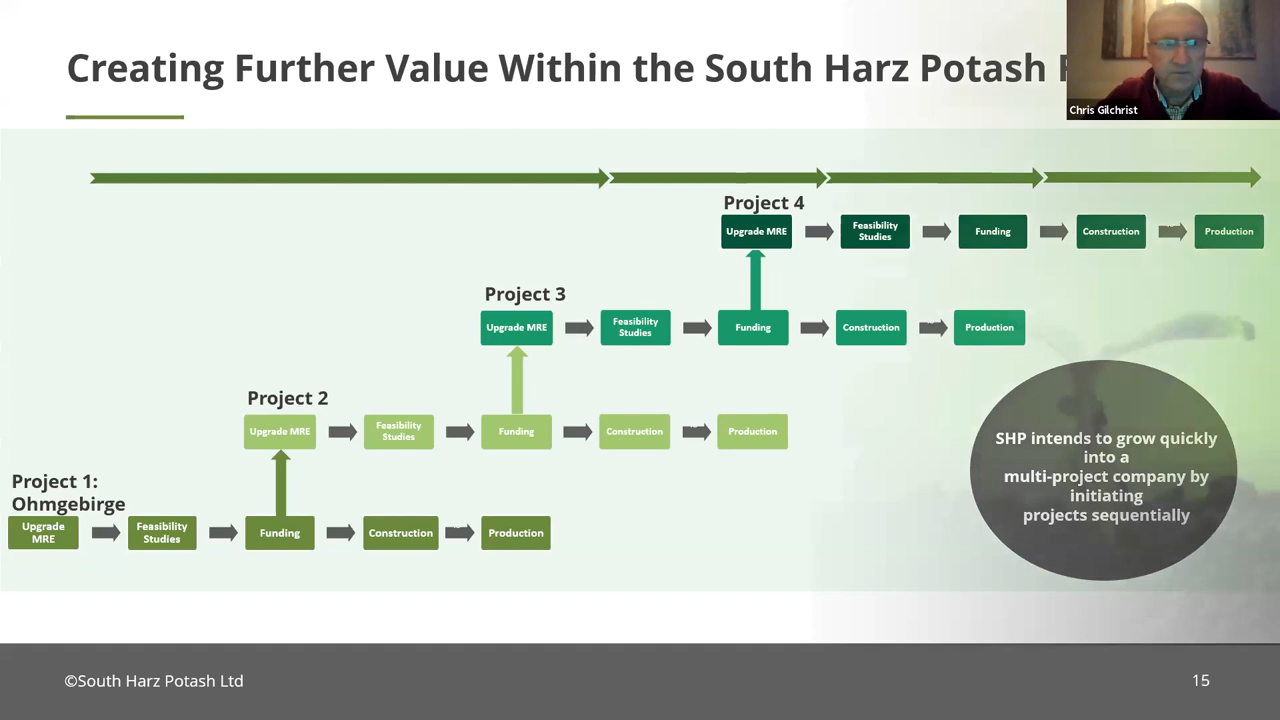 Creating Further Value Within the South Harz Potash
Chris Gilchrist
Project 4
Upgrade MRE
Feasibility
Studies
Funding
Construction
Production
Project 3
Upgrade MRE
Feasibility
Studies
Funding
Construction
Production
Project 2
Upgrade MRE
Feasibility
Studies
Funding
Construction
Production
Project 1:
Ohmgebirge
Upgrade
MRE
Feasibility
Studies
Funding
Construction
Production
SHP intends to grow quickly
into a
multi-project company by
initiating
projects sequentially
©South Harz Potash Ltd
15